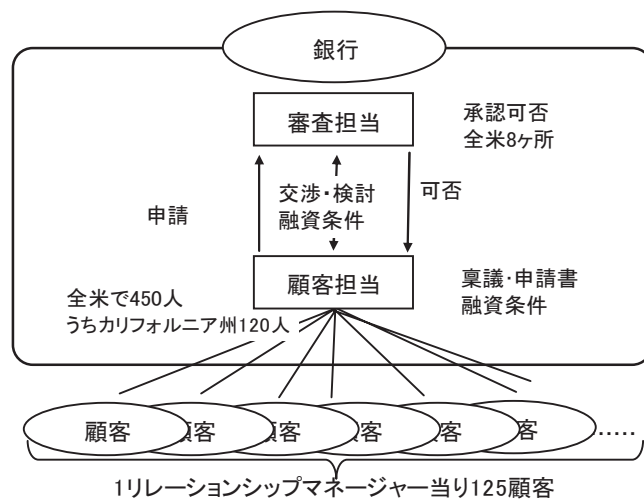 銀行
審査担当
承認可否
全米8ヶ所
申請
交渉・検討
融資条件
可否
顧客担当
稟議・申請書
融資条件
全米で450人
うちカリフォルニア州120人
顧客
顧客
顧客
顧客
顧客
客
.....
1リレーションシップマネージャー当り125顧客